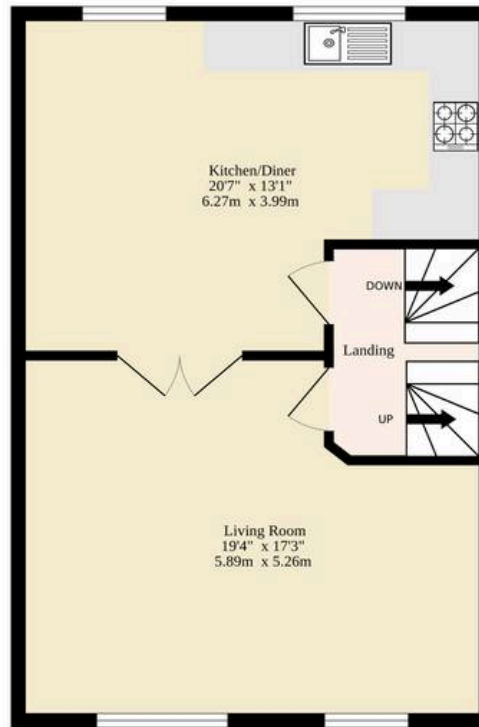 Kitchen/Diner
20'7" x 13'1"
6.27m x 3.99m
DOWN
Landing
UP
Living Room
19'4" x 17'3"
5.89m x 5.26m